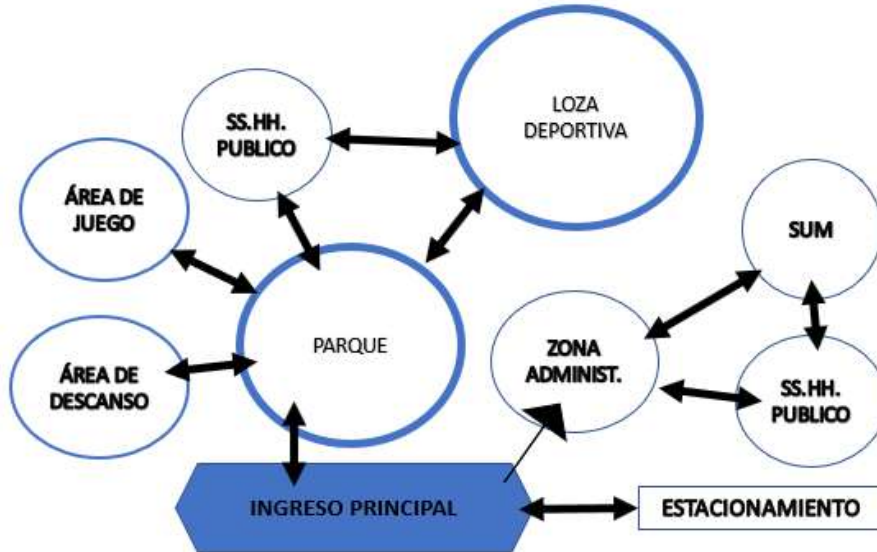 LOZA
DEPORTIVA
SS.HH.
PUBLICO
ÁREA DE
JUEGO
SUM
PARQUE
ZONA
ADMINIST.
ÁREA DE
DESCANSO
SS.HH.
PUBLICO
INGRESO PRINCIPAL
ESTACIONAMIENTO